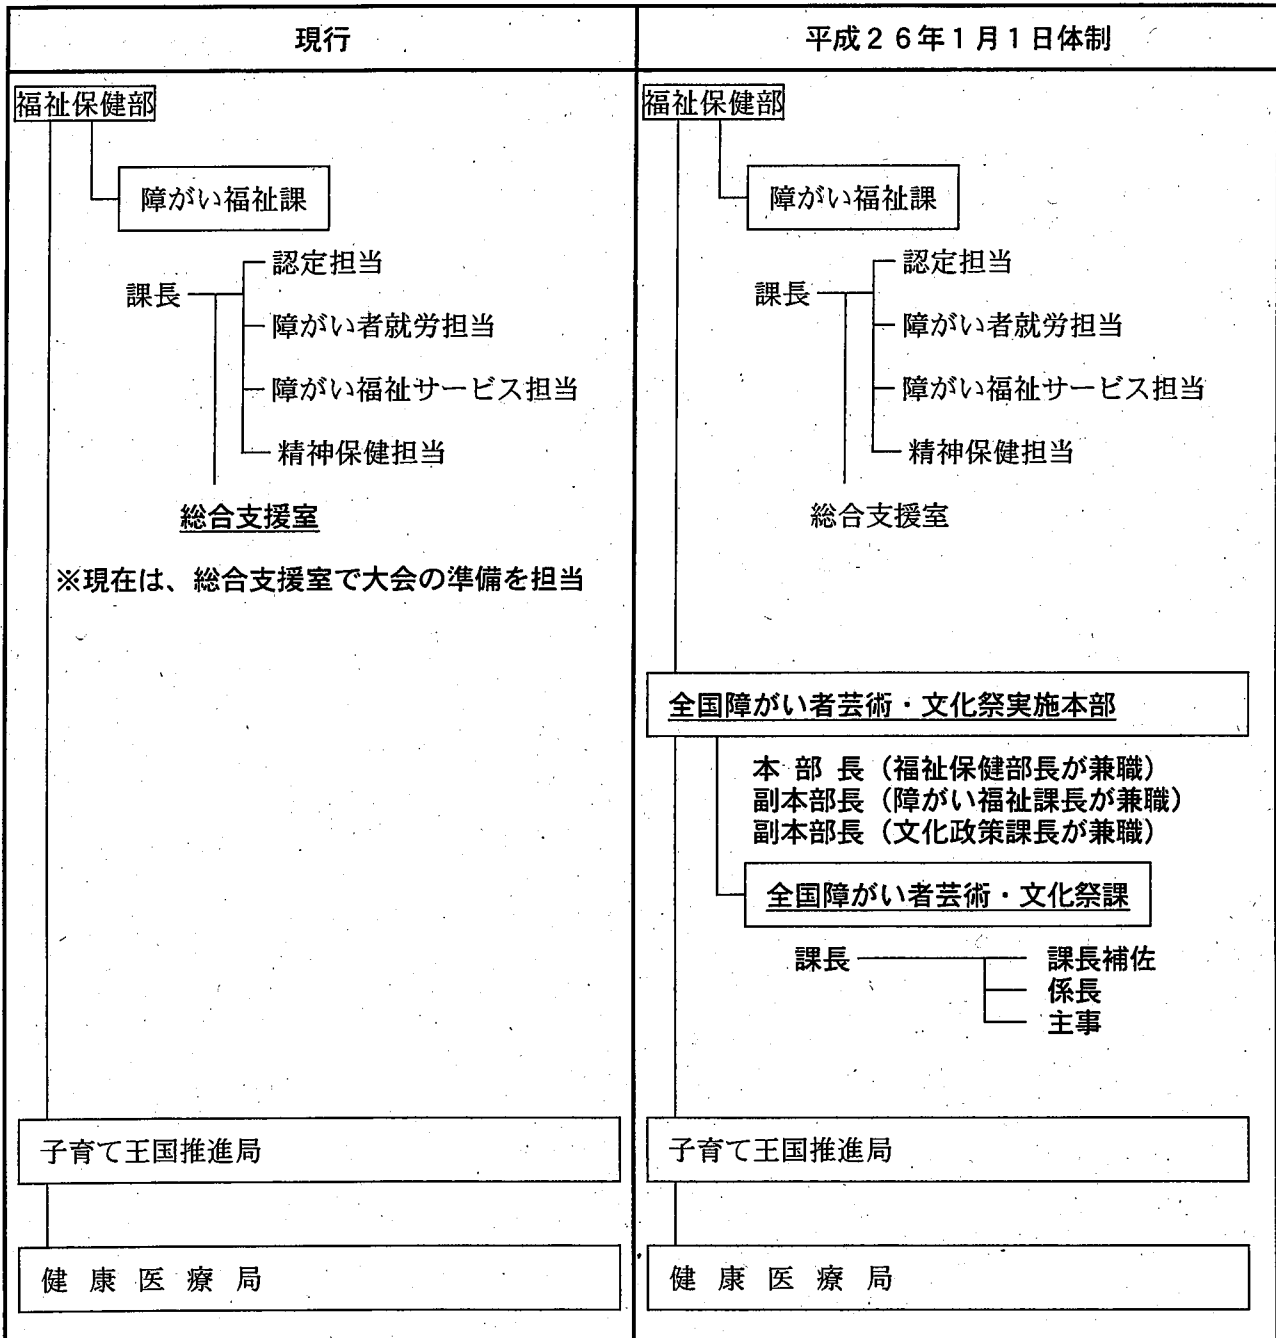 現行
福祉保健部
障がい福祉課
課長
認定担当
障がい者就労担当
障がい福祉サービス担当
精神保健担当
総合支援室
※現在は、総合支援室で大会の準備を担当
子育て王国推進局
健康医療局
平成26年1月1日体制
福祉保健部
障がい福祉課
課長
認定担当
障がい者就労担当
障がい福祉サービス担当
精神保健担当
総合支援室
全国障がい者芸術・文化祭実施本部
本部長（福祉保健部長が兼職）
副本部長（障がい福祉課長が兼職）
副本部長（文化政策課長が兼職）
全国障がい者芸術・文化祭課
課長
課長補佐
係長
主事
子育て王国推進局
健康医療局